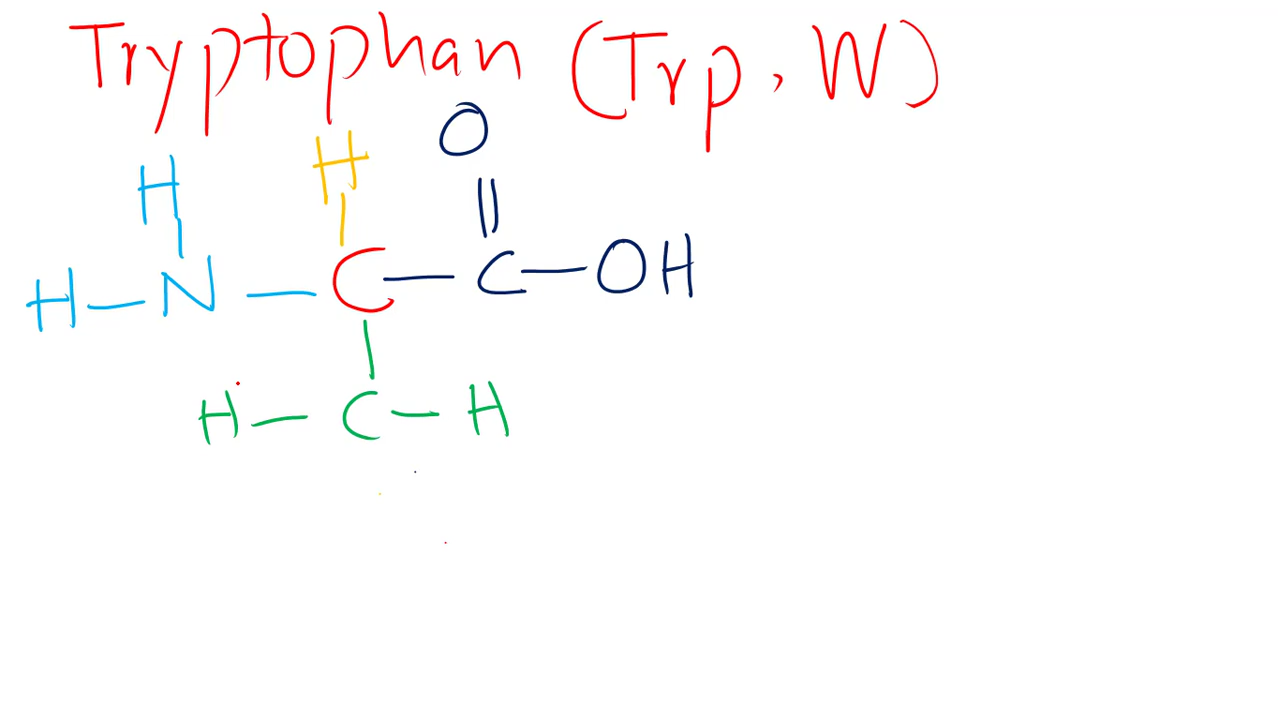 Tryptophan (Trp, W)
O
H H
H–N–C–C–OH
H–C–H